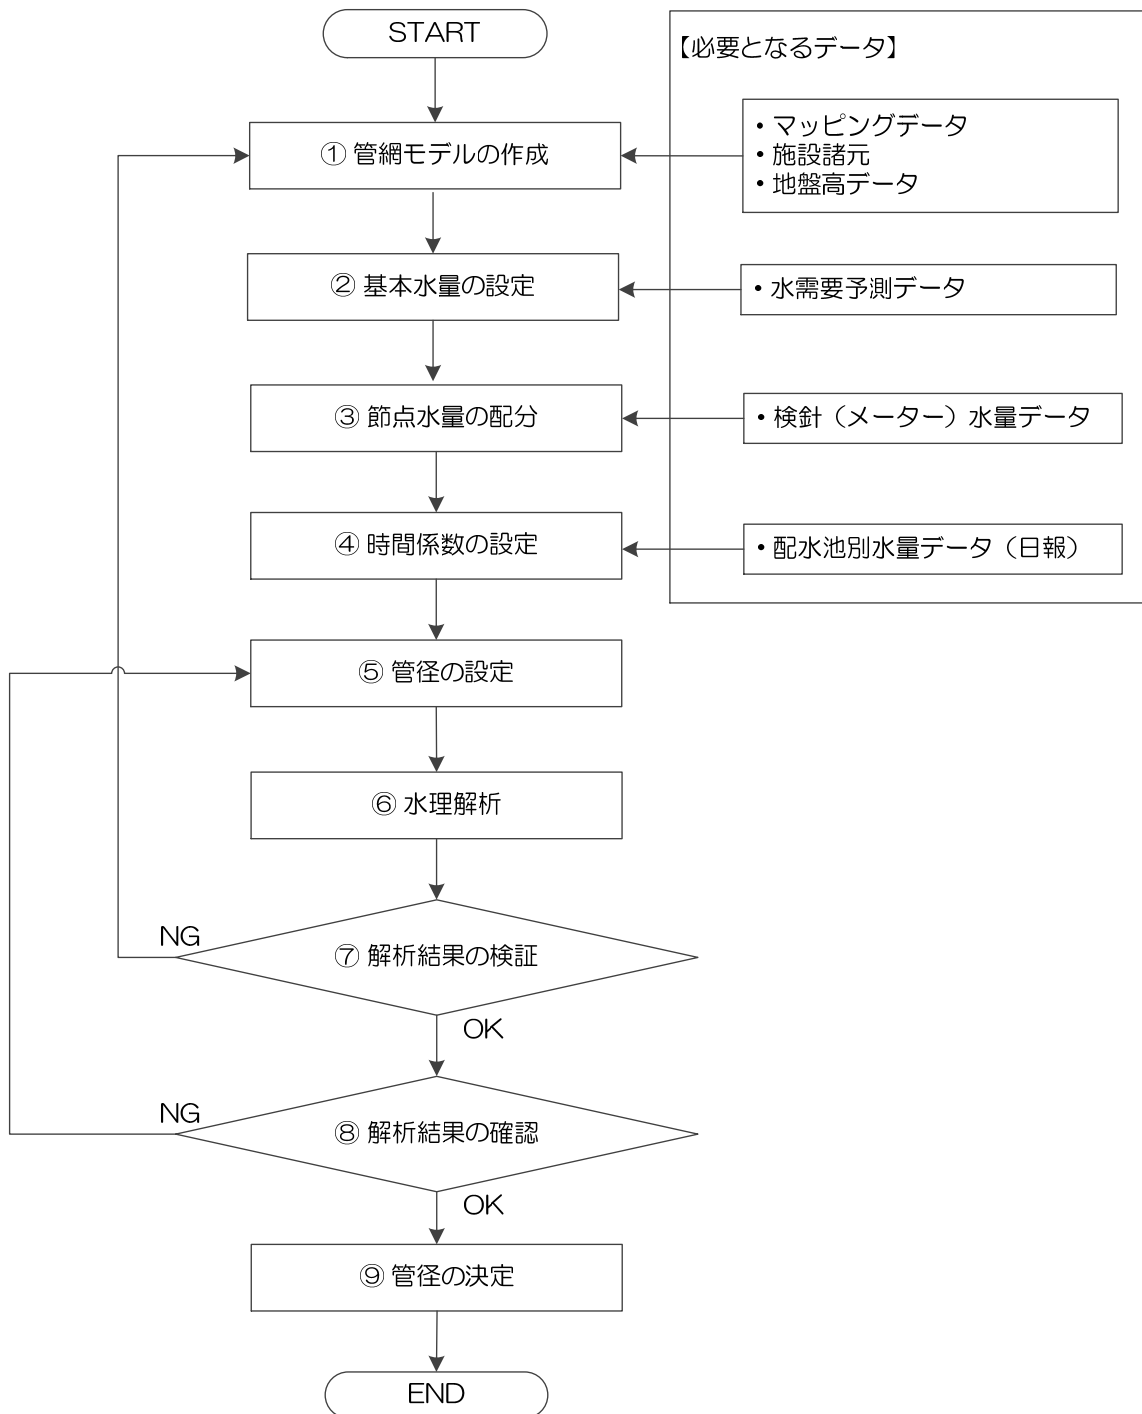 START
【必要となるデータ】
① 管網モデルの作成
・マッピングデータ
・施設諸元
・地盤高データ
② 基本水量の設定
・水需要予測データ
③ 節点水量の配分
・検針（メーター）水量データ
④ 時間係数の設定
・配水池別水量データ（日報）
⑤ 管径の設定
⑥ 水理解析
NG
⑦ 解析結果の検証
OK
NG
⑧ 解析結果の確認
OK
⑨ 管径の決定
END